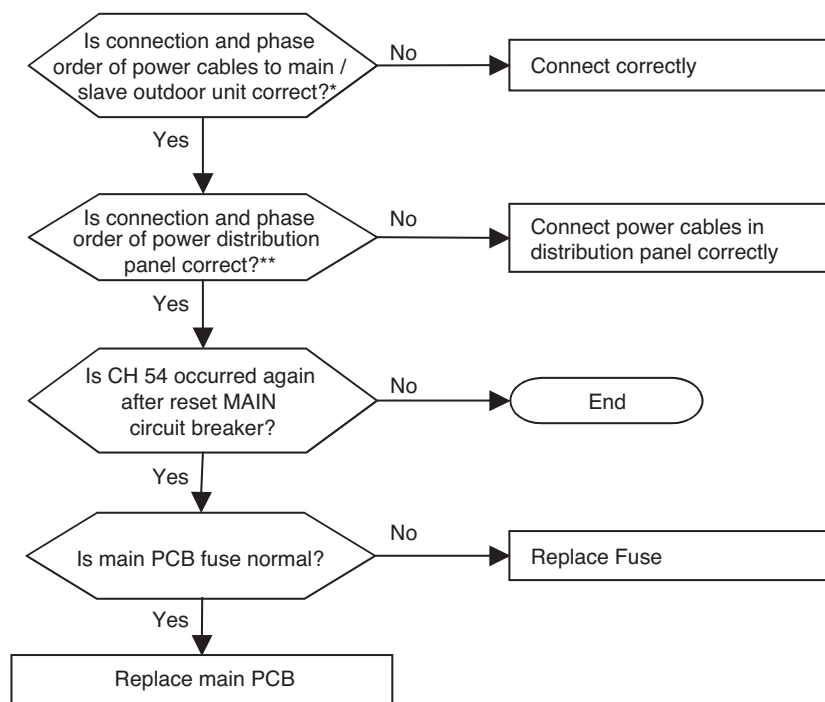 Is connection and phase
order of power cables to main /
slave outdoor unit correct?*
No
Connect correctly
Yes
Is connection and phase
order of power distribution
panel correct?**
No
Connect power cables in
distribution panel correctly
Yes
Is CH 54 occurred again
after reset MAIN
circuit breaker?
No
End
Yes
Is main PCB fuse normal?
No
Replace Fuse
Yes
Replace main PCB